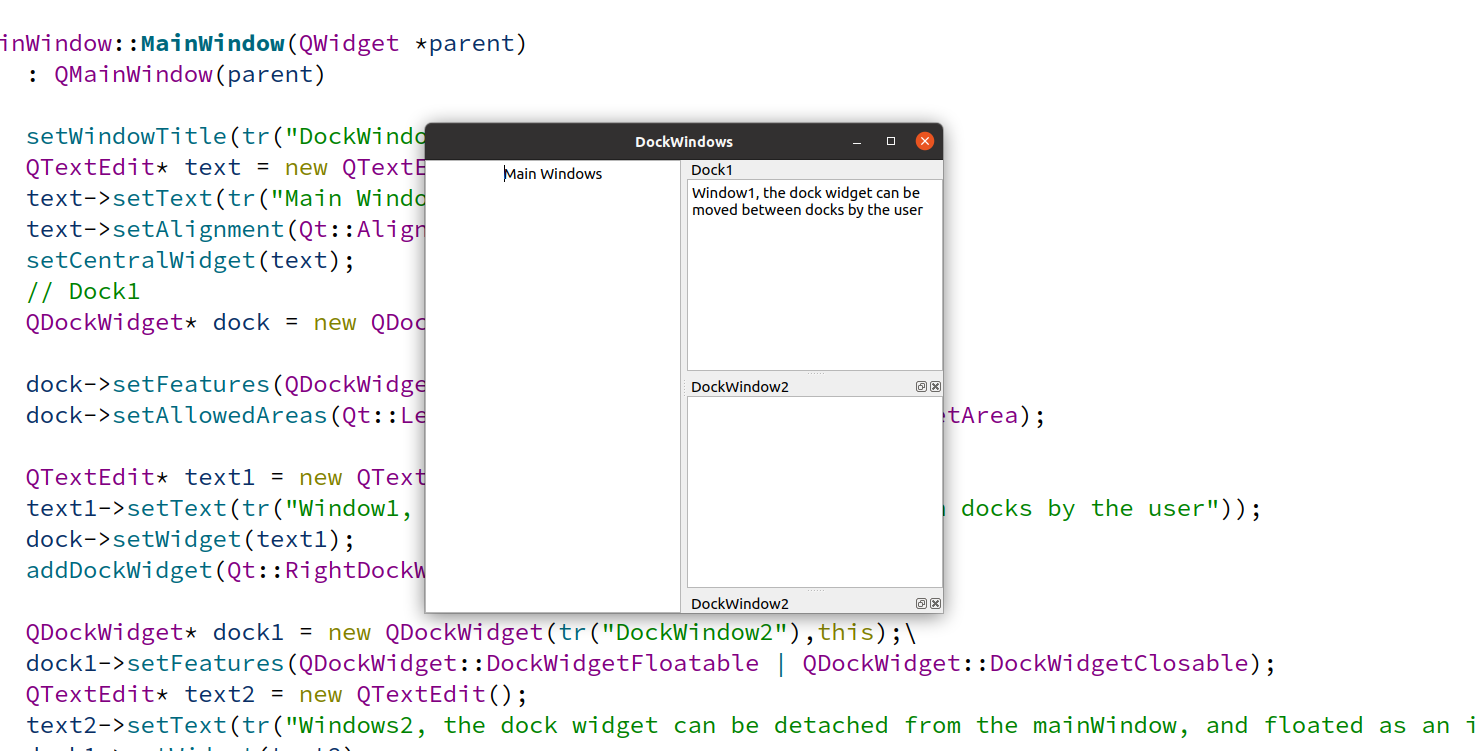 inWindow::MainWindow(QWidget *parent)
: QMainWindow(parent)
setWindowTitle(tr("DockWindo
QTextEdit* text = new QTextE
text->setText(tr("Main Windo
text->setAlignment(Qt::Align
setCentralWidget(text);
// Dock1
QDockWidget* dock = new QDoc
dock->setFeatures(QDockWidge
dock->setAllowedAreas(Qt::Le etArea);
QTextEdit* text1 = new QText
text1->setText(tr("Window1, docks by the user"));
dock->setWidget(text1);
addDockWidget(Qt::RightDockW
QDockWidget* dock1 = new QDockWidget(tr("DockWindow2"),this);\
dock1->setFeatures(QDockWidget::DockWidgetFloatable | QDockWidget::DockWidgetClosable);
QTextEdit* text2 = new QTextEdit();
text2->setText(tr("Windows2, the dock widget can be detached from the mainWindow, and floated as an i
DockWindows
Main Windows
Dock1
Window1, the dock widget can be
moved between docks by the user
DockWindow2
DockWindow2